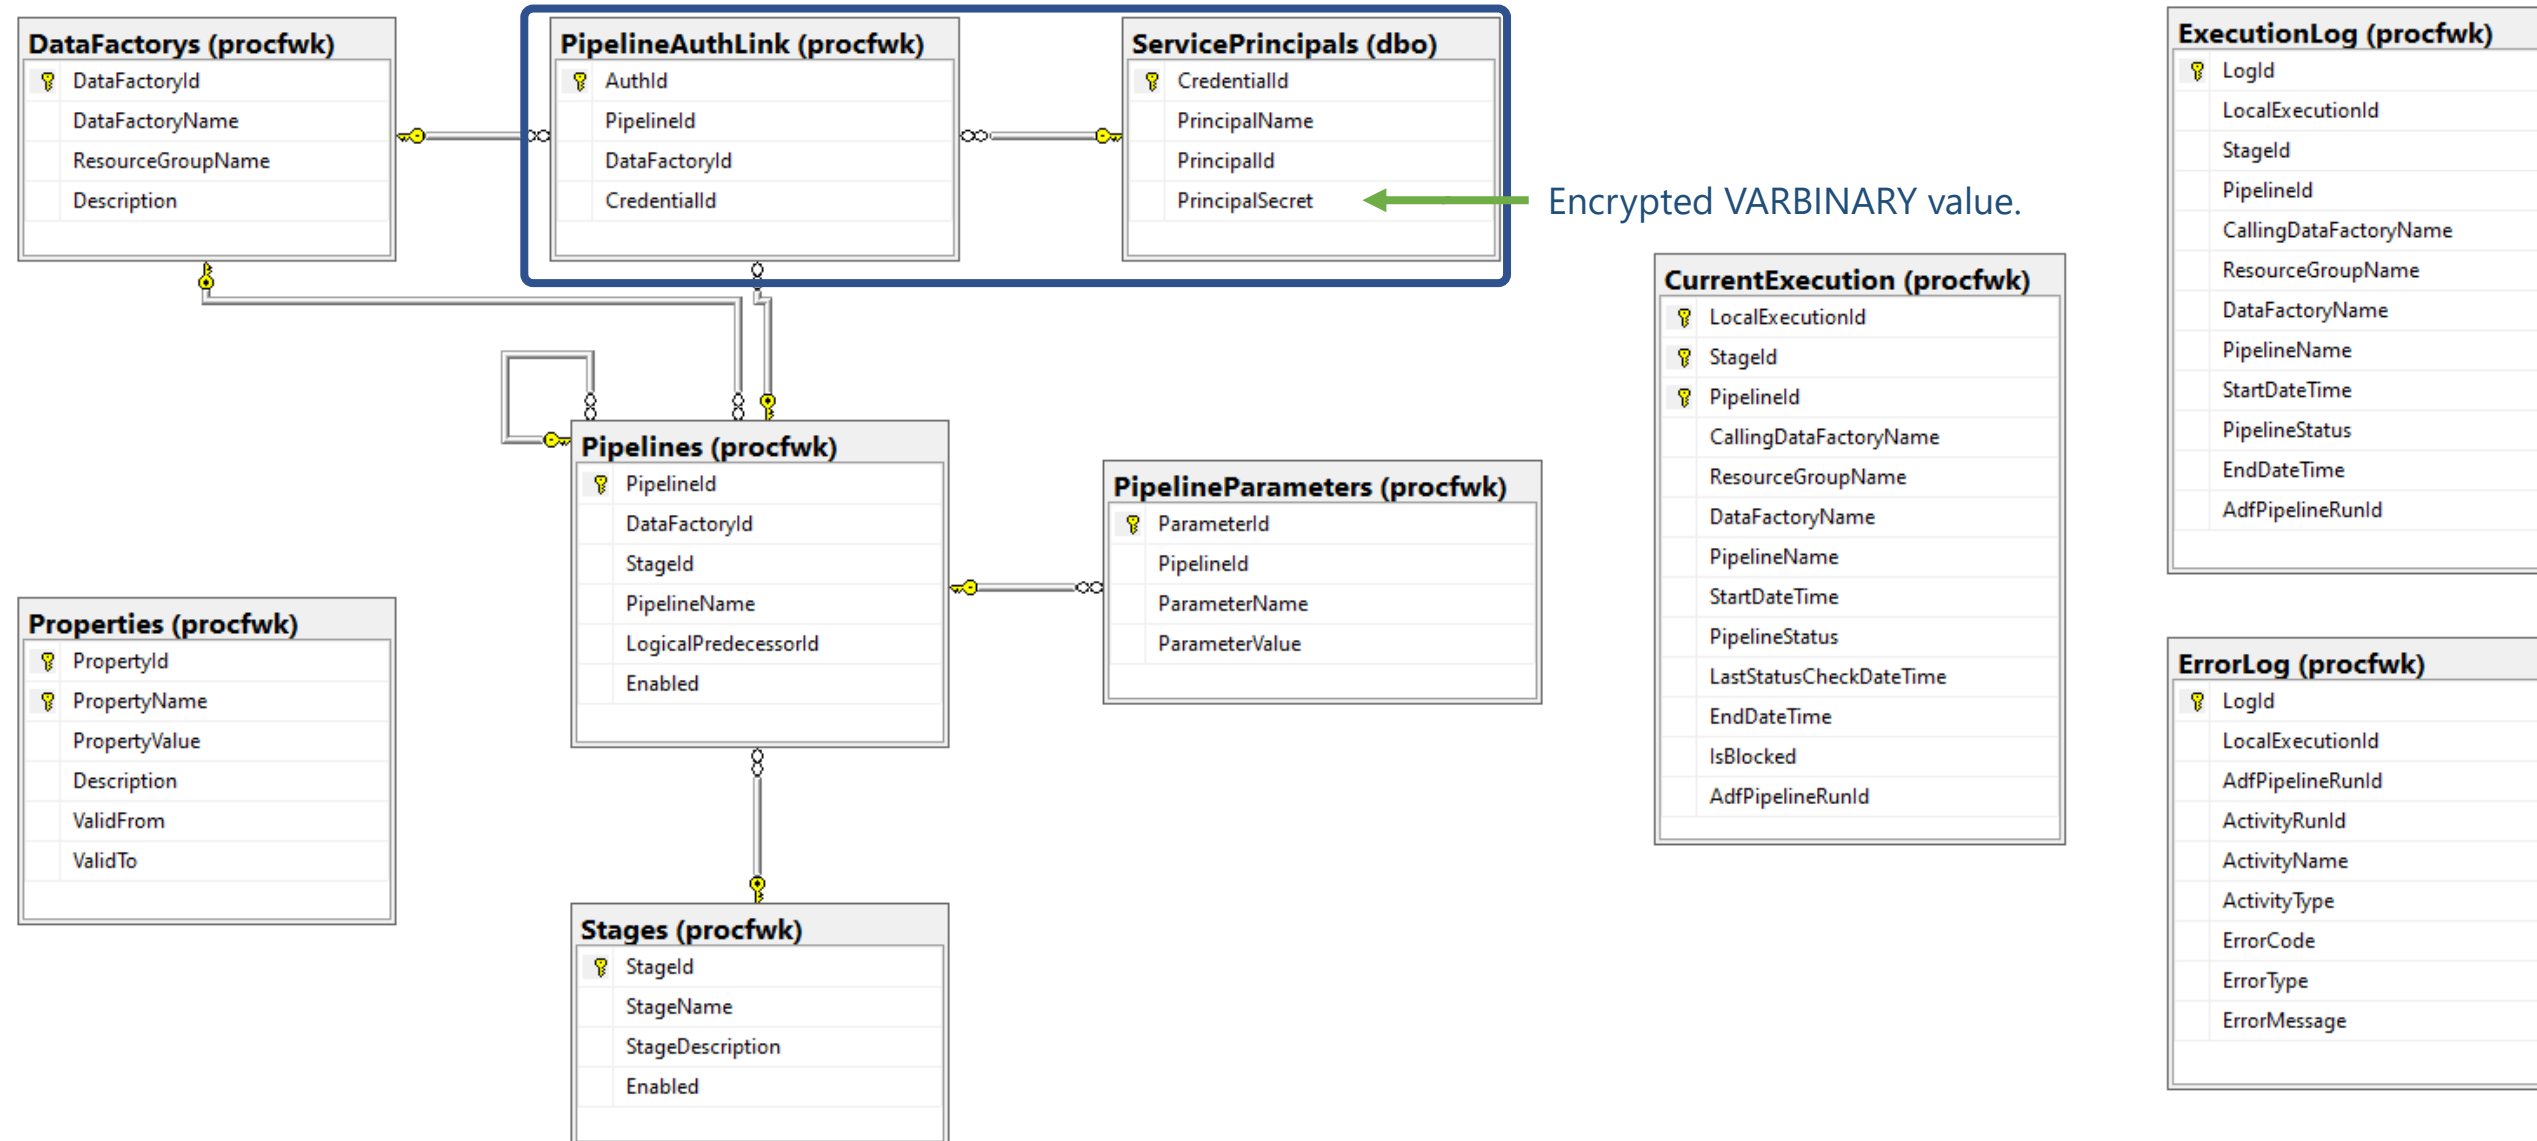 DataFactorys (procfwk)
DataFactoryId
DataFactoryName
ResourceGroupName
Description
PipelineAuthLink (procfwk)
AuthId
PipelineId
DataFactoryId
CredentialId
ServicePrincipals (dbo)
CredentialId
PrincipalName
PrincipalId
PrincipalSecret
Encrypted VARBINARY value.
Pipelines (procfwk)
PipelineId
DataFactoryId
StageId
PipelineName
LogicalPredecessorId
Enabled
PipelineParameters (procfwk)
ParameterId
PipelineId
ParameterName
ParameterValue
Properties (procfwk)
PropertyId
PropertyName
PropertyValue
Description
ValidFrom
ValidTo
Stages (procfwk)
StageId
StageName
StageDescription
Enabled
CurrentExecution (procfwk)
LocalExecutionId
StageId
PipelineId
CallingDataFactoryName
ResourceGroupName
DataFactoryName
PipelineName
StartDateTime
PipelineStatus
LastStatusCheckDateTime
EndDateTime
IsBlocked
AdfPipelineRunId
ExecutionLog (procfwk)
LogId
LocalExecutionId
StageId
PipelineId
CallingDataFactoryName
ResourceGroupName
DataFactoryName
PipelineName
StartDateTime
PipelineStatus
EndDateTime
AdfPipelineRunId
ErrorLog (procfwk)
LogId
LocalExecutionId
AdfPipelineRunId
ActivityRunId
ActivityName
ActivityType
ErrorCode
ErrorType
ErrorMessage